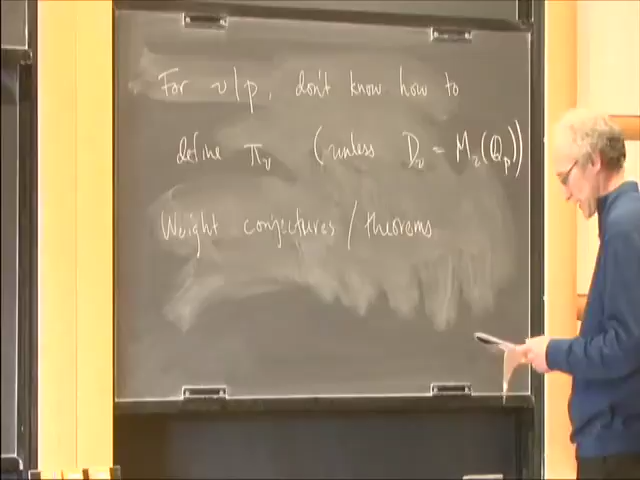 For v|p, don't know how to
define π_v (unless D_v = M_2(Q_p))
Weight conjectures / theorems